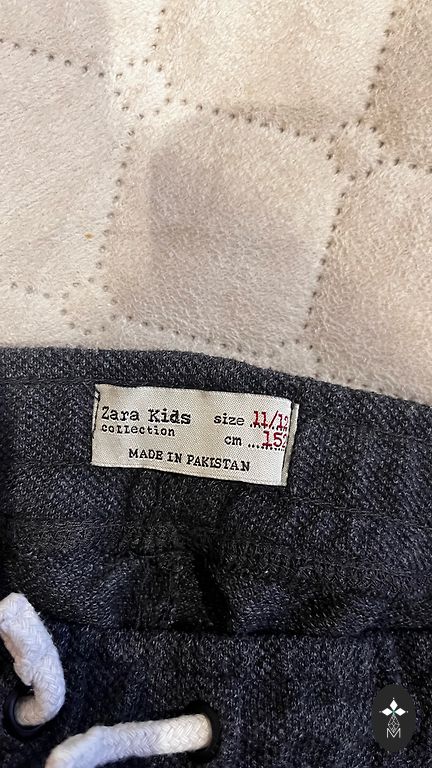 Zara Kids size 11/12
collection cm 152
MADE IN PAKISTAN